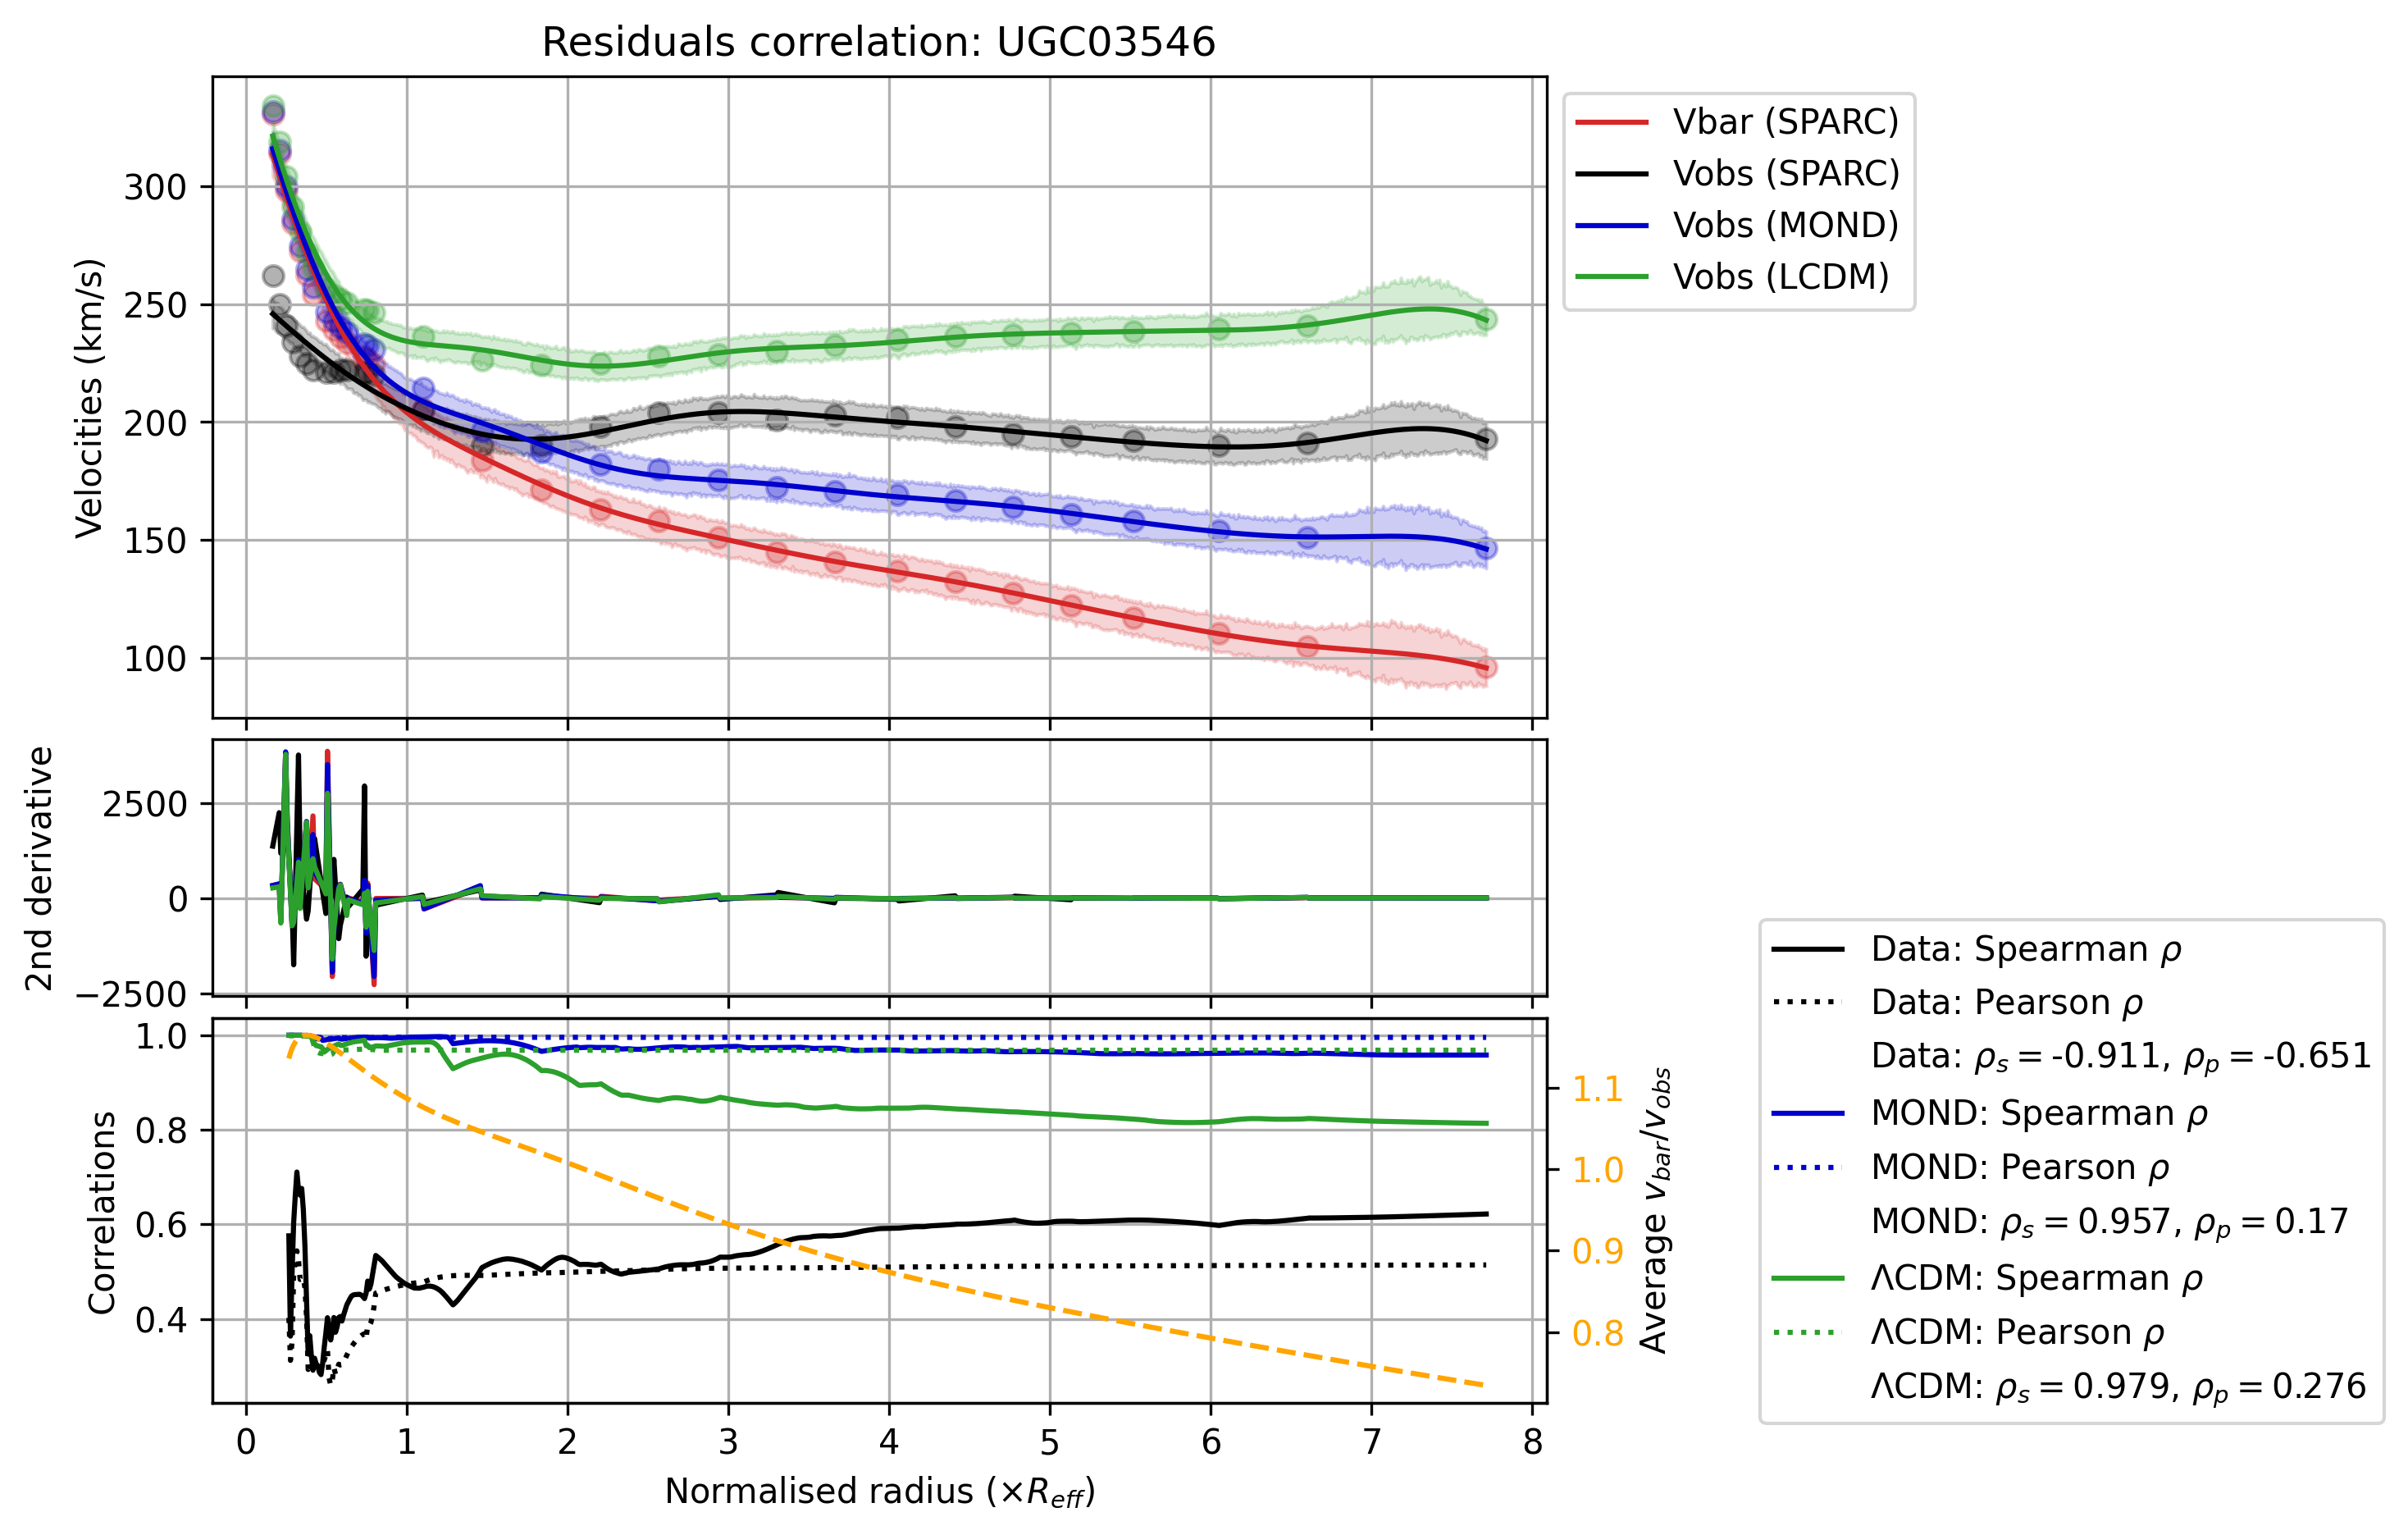 Residuals correlation: UGC03546
Velocities (km/s)
300
250
200
150
100
Vbar (SPARC)
Vobs (SPARC)
Vobs (MOND)
Vobs (LCDM)
2nd derivative
2500
0
−2500
Correlations
1.0
0.8
0.6
0.4
1.1
1.0
0.9
0.8
Average v_bar/v_obs
0 1 2 3 4 5 6 7 8
Normalised radius (×R_eff)
Data: Spearman ρ
Data: Pearson ρ
Data: ρ_s = -0.911, ρ_p = -0.651
MOND: Spearman ρ
MOND: Pearson ρ
MOND: ρ_s = 0.957, ρ_p = 0.17
ΛCDM: Spearman ρ
ΛCDM: Pearson ρ
ΛCDM: ρ_s = 0.979, ρ_p = 0.276